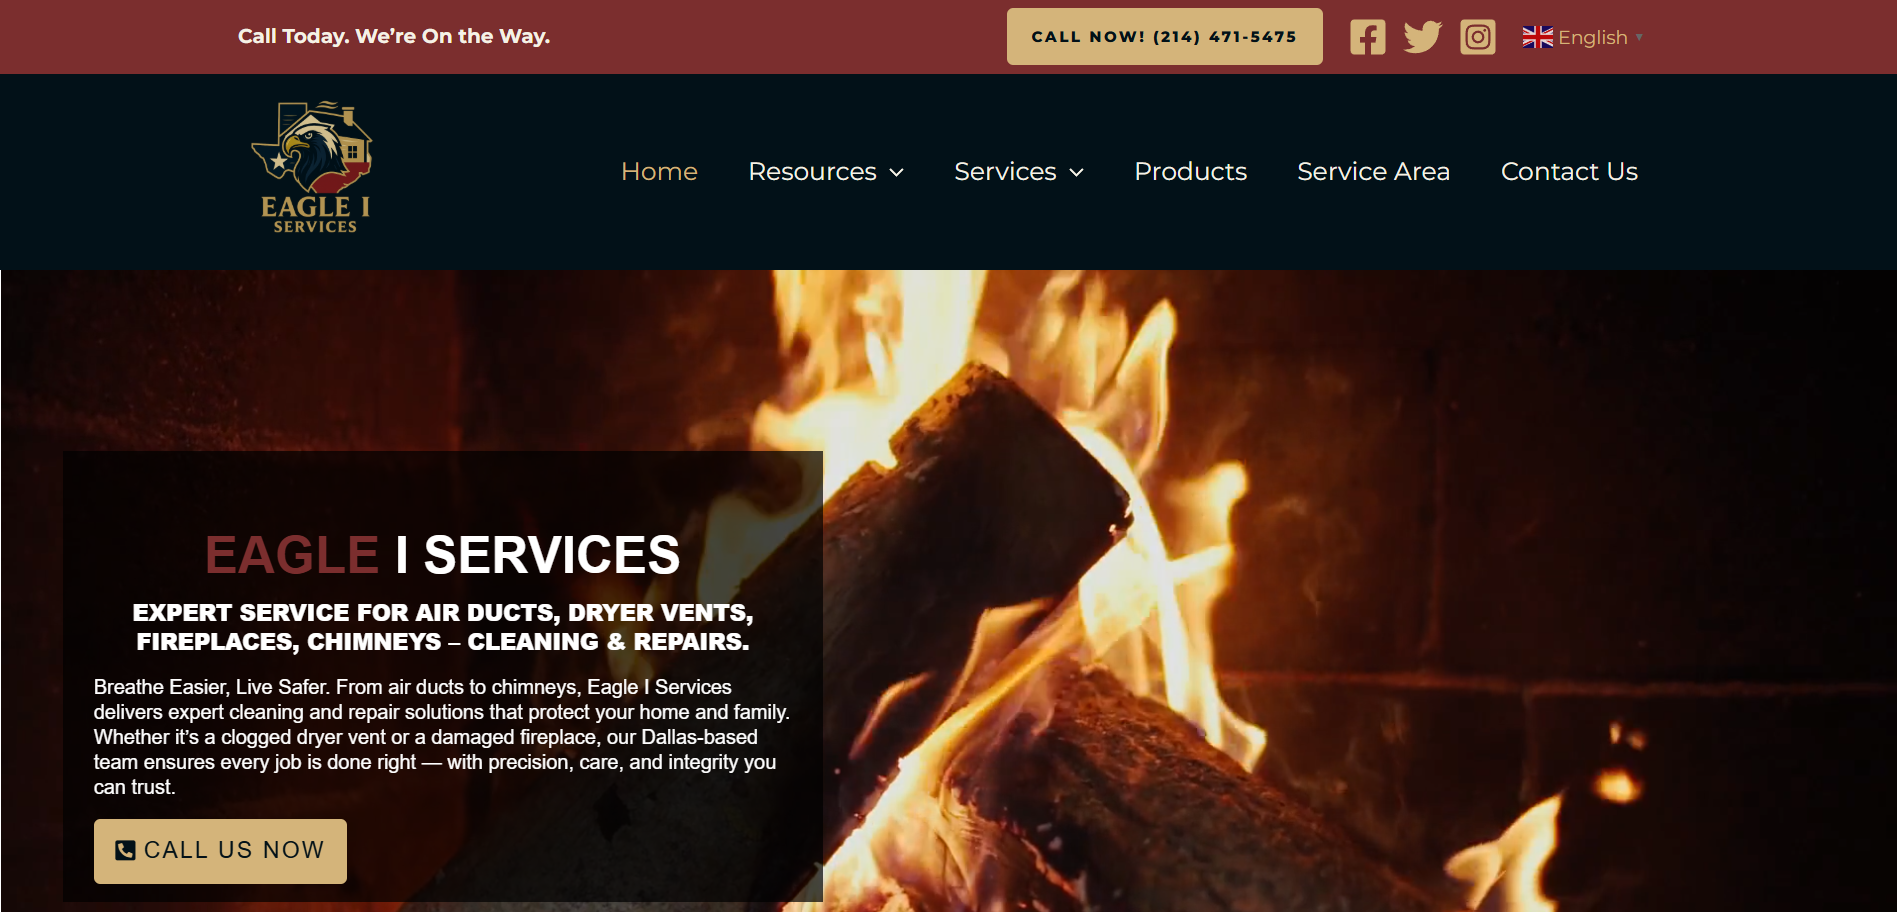 Call Today. We’re On the Way.
CALL NOW! (214) 471-5475
English
EAGLE I
SERVICES
Home
Resources
Services
Products
Service Area
Contact Us
EAGLE I SERVICES
EXPERT SERVICE FOR AIR DUCTS, DRYER VENTS,
FIREPLACES, CHIMNEYS – CLEANING & REPAIRS.
Breathe Easier, Live Safer. From air ducts to chimneys, Eagle I Services
delivers expert cleaning and repair solutions that protect your home and family.
Whether it’s a clogged dryer vent or a damaged fireplace, our Dallas-based
team ensures every job is done right — with precision, care, and integrity you
can trust.
CALL US NOW